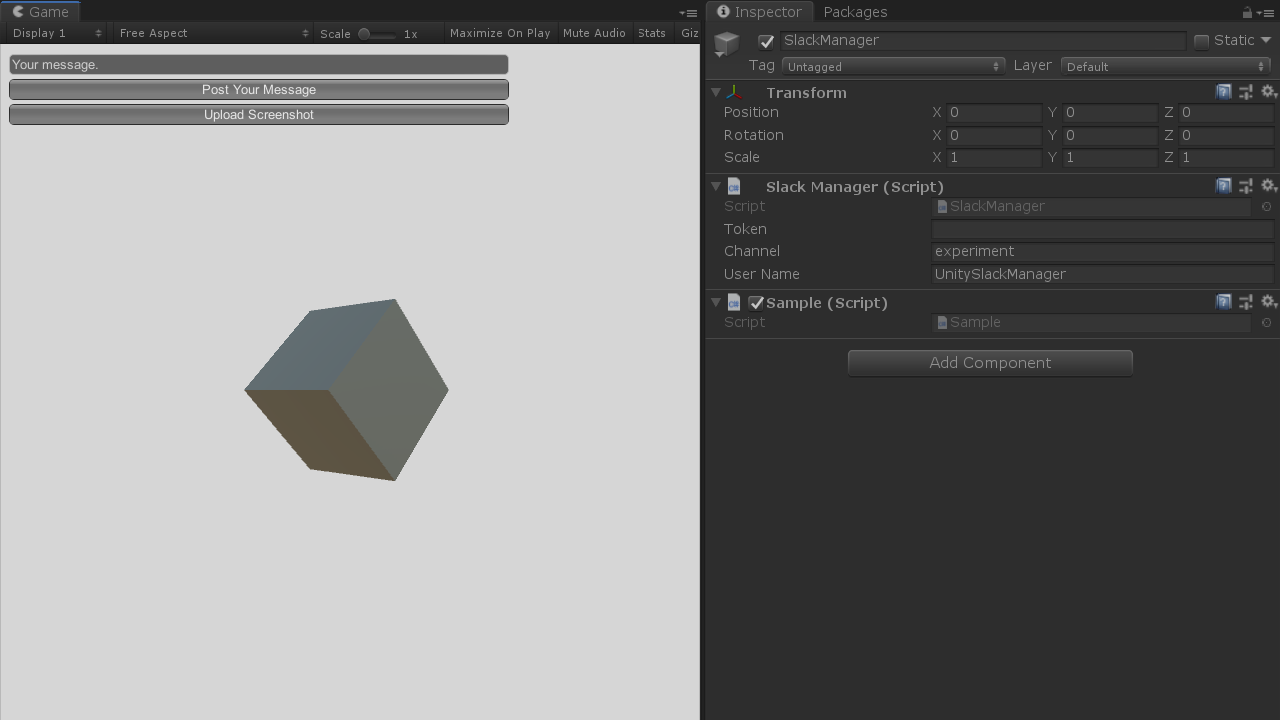 Game
Display 1 Free Aspect Scale 1x Maximize On Play Mute Audio Stats Giz
Your message.
Post Your Message
Upload Screenshot
Inspector Packages
SlackManager Static
Tag Untagged Layer Default
Transform
Position X 0 Y 0 Z 0
Rotation X 0 Y 0 Z 0
Scale X 1 Y 1 Z 1
Slack Manager (Script)
Script SlackManager
Token
Channel experiment
User Name UnitySlackManager
Sample (Script)
Script Sample
Add Component